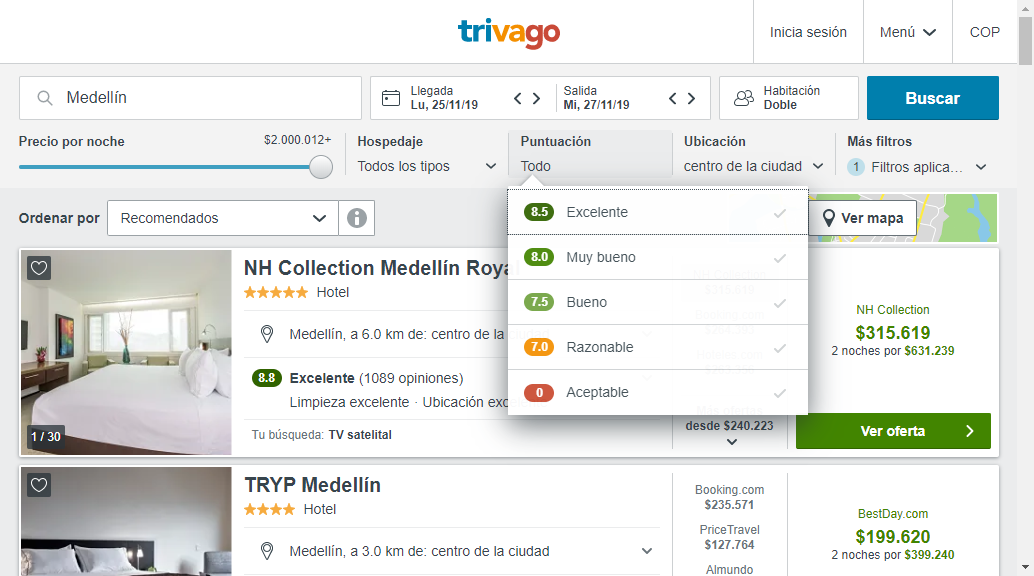 trivago
Inicia sesión
Menú
COP
Medellín
Llegada
Lu, 25/11/19
Salida
Mi, 27/11/19
Habitación
Doble
Buscar
Precio por noche
$2.000.012+
Hospedaje
Todos los tipos
Puntuación
Todo
Ubicación
centro de la ciudad
Más filtros
1 Filtros aplica...
Ordenar por
Recomendados
8.5 Excelente
8.0 Muy bueno
7.5 Bueno
7.0 Razonable
0 Aceptable
Ver mapa
NH Collection Medellín Roya
Hotel
Medellín, a 6.0 km de: centro de la
8.8 Excelente (1089 opiniones)
Limpieza excelente · Ubicación exc
Tu búsqueda: TV satelital
1 / 30
desde $240.223
NH Collection
$315.619
2 noches por $631.239
Ver oferta
TRYP Medellín
Hotel
Medellín, a 3.0 km de: centro de la ciudad
Booking.com
$235.571
PriceTravel
$127.764
Almundo
BestDay.com
$199.620
2 noches por $399.240